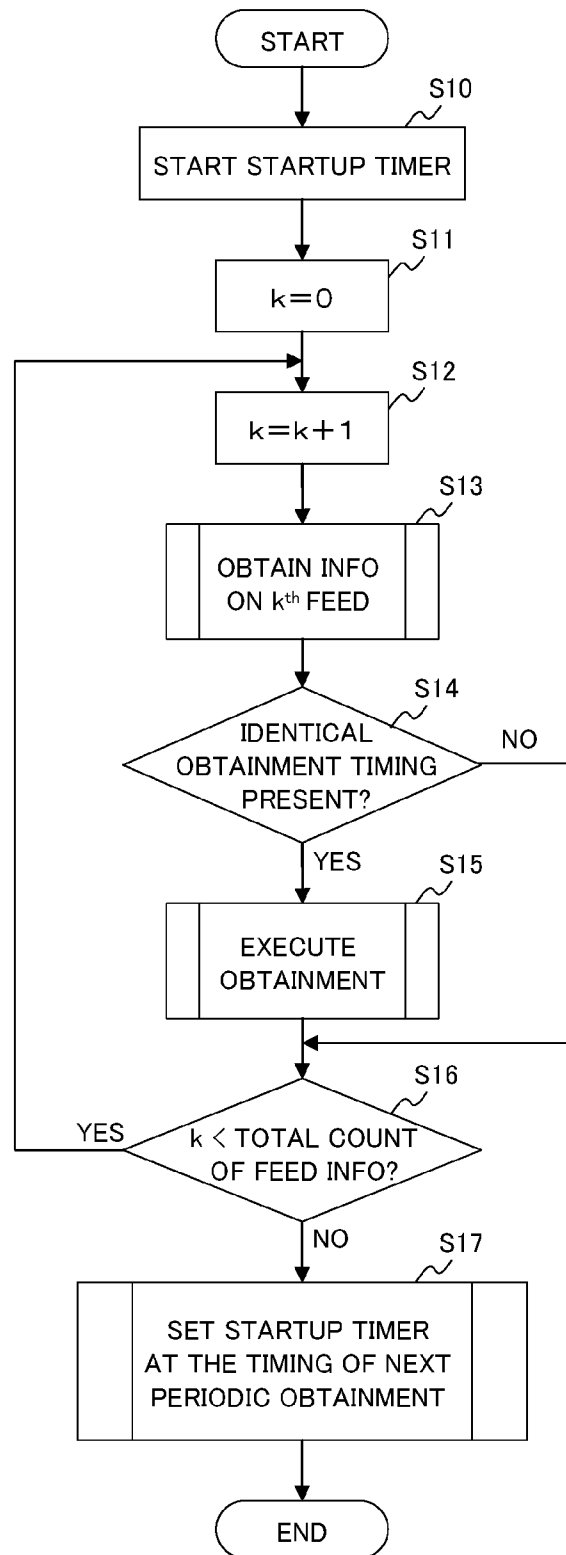 START
S10
START STARTUP TIMER
S11
k=0
S12
k=k+1
S13
OBTAIN INFO
ON kth FEED
S14
IDENTICAL
OBTAINMENT TIMING
PRESENT?
NO
YES
S15
EXECUTE
OBTAINMENT
S16
YES
k < TOTAL COUNT
OF FEED INFO?
NO
S17
SET STARTUP TIMER
AT THE TIMING OF NEXT
PERIODIC OBTAINMENT
END